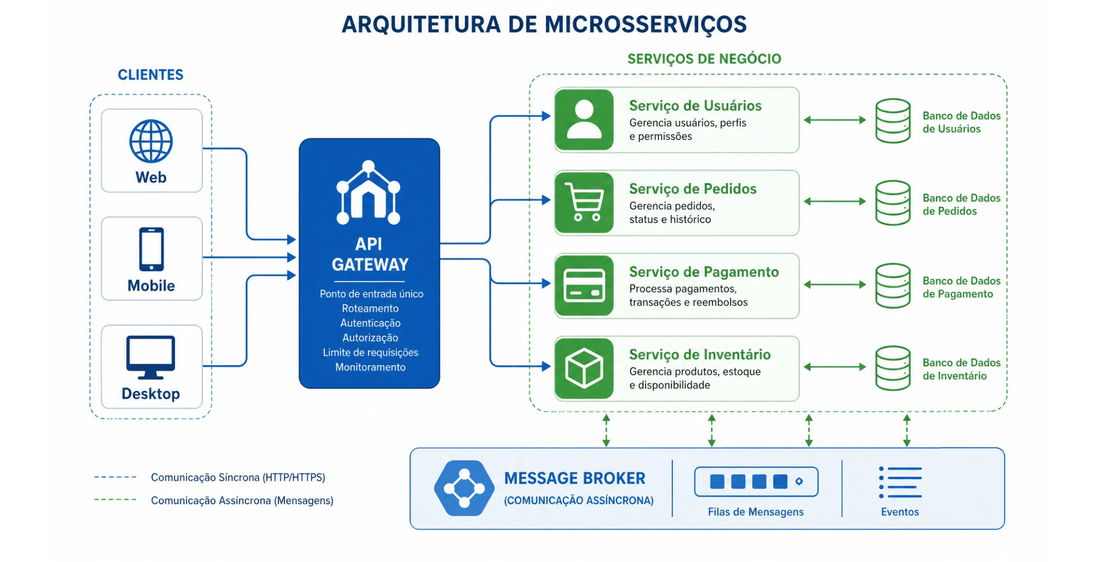 ARQUITETURA DE MICROSSERVIÇOS
CLIENTES
Web
Mobile
Desktop
API
GATEWAY
Ponto de entrada único
Roteamento
Autenticação
Autorização
Limite de requisições
Monitoramento
SERVIÇOS DE NEGÓCIO
Serviço de Usuários
Gerencia usuários, perfis
e permissões
Banco de Dados
de Usuários
Serviço de Pedidos
Gerencia pedidos,
status e histórico
Banco de Dados
de Pedidos
Serviço de Pagamento
Processa pagamentos,
transações e reembolsos
Banco de Dados
de Pagamento
Serviço de Inventário
Gerencia produtos, estoque
e disponibilidade
Banco de Dados
de Inventário
Comunicação Síncrona (HTTP/HTTPS)
Comunicação Assíncrona (Mensagens)
MESSAGE BROKER
(COMUNICAÇÃO ASSÍNCRONA)
Filas de Mensagens
Eventos